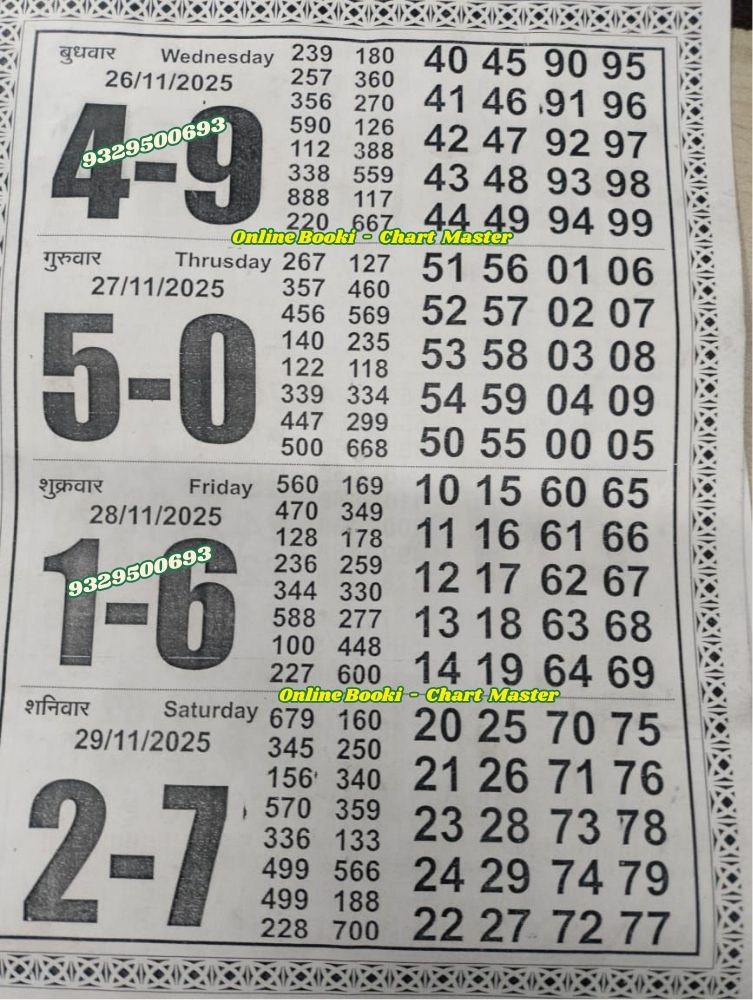 बुधवार Wednesday 239 180 40 45 90 95
26/11/2025 257 360
356 270 41 46 91 96
4-9 590 126 42 47 92 97
9329500693
112 388
338 559 43 48 93 98
888 117
220 667 44 49 94 99
Online Booki - Chart Master
गुरुवार Thrusday 267 127 51 56 01 06
27/11/2025 357 460
456 569 52 57 02 07
5-0 140 235 53 58 03 08
122 118
339 334 54 59 04 09
447 299
500 668 50 55 00 05
शुक्रवार Friday 560 169 10 15 60 65
28/11/2025 470 349
128 178 11 16 61 66
1-6 236 259 12 17 62 67
9329500693
344 330
588 277 13 18 63 68
100 448
227 600 14 19 64 69
Online Booki - Chart Master
शनिवार Saturday 679 160 20 25 70 75
29/11/2025 345 250
156 340 21 26 71 76
2-7 570 359 23 28 73 78
336 133
499 566 24 29 74 79
499 188
228 700 22 27 72 77